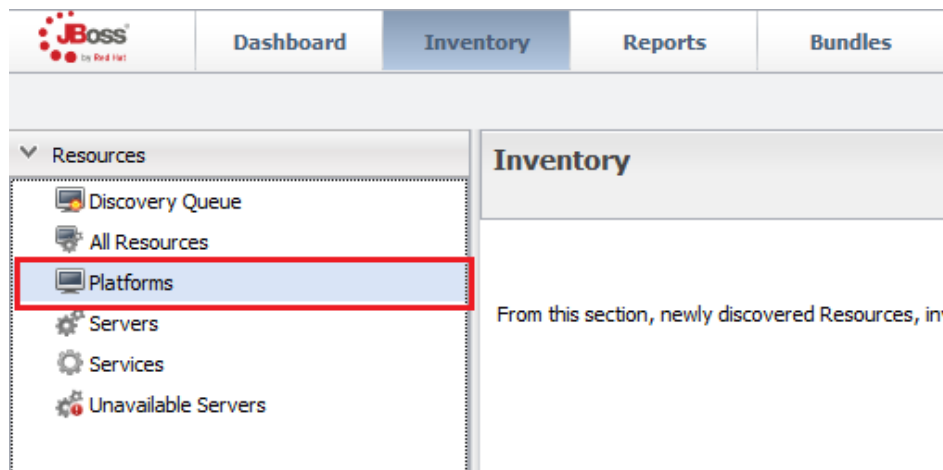 JBoss by Red Hat Dashboard Inventory Reports Bundles
Resources
Discovery Queue
All Resources
Platforms
Servers
Services
Unavailable Servers
Inventory
From this section, newly discovered Resources,